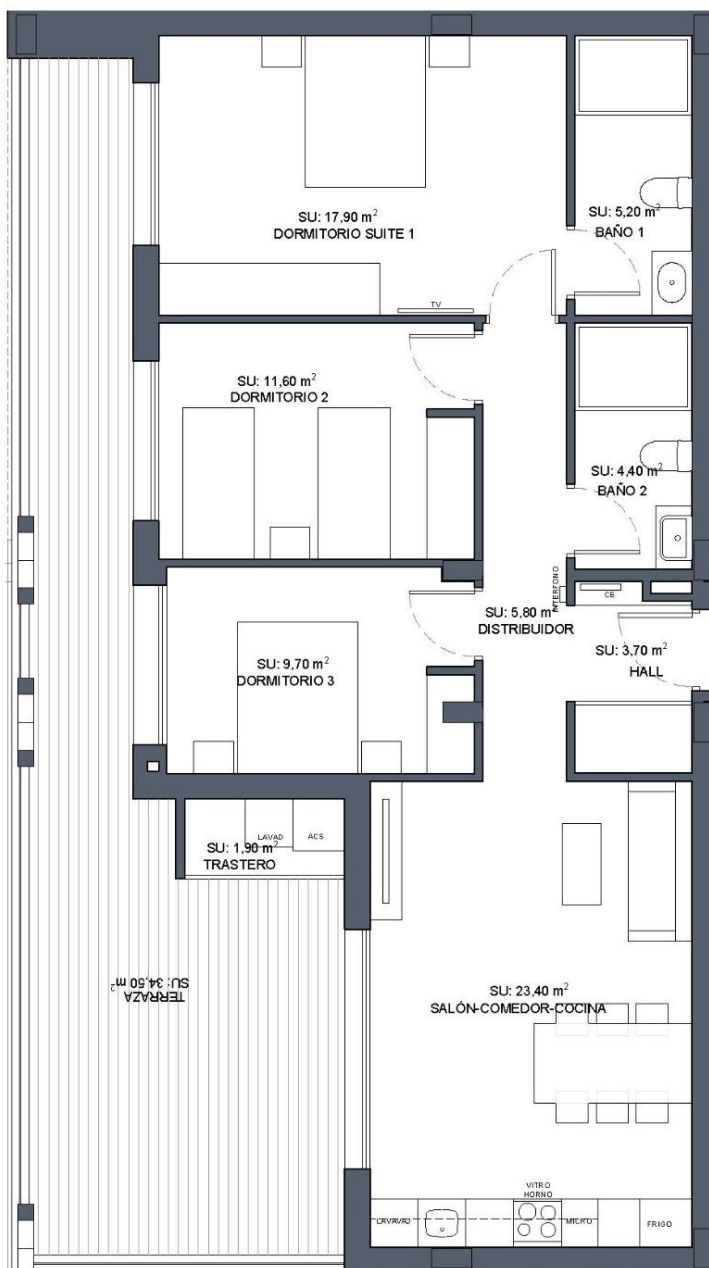 SU: 17,90 m²
DORMITORIO SUITE 1
SU: 5,20 m²
BAÑO 1
TV
SU: 11,60 m²
DORMITORIO 2
SU: 4,40 m²
BAÑO 2
INTERFONO
CE
SU: 5,80 m²
DISTRIBUIDOR
SU: 3,70 m²
HALL
SU: 9,70 m²
DORMITORIO 3
LAVAD
ACS
SU: 1,90 m²
TRASTERO
TERRAZA
SU: 34,50 m²
SU: 23,40 m²
SALÓN-COMEDOR-COCINA
VITRO
HORNO
LAVAVAD
MICRO
FRIGO